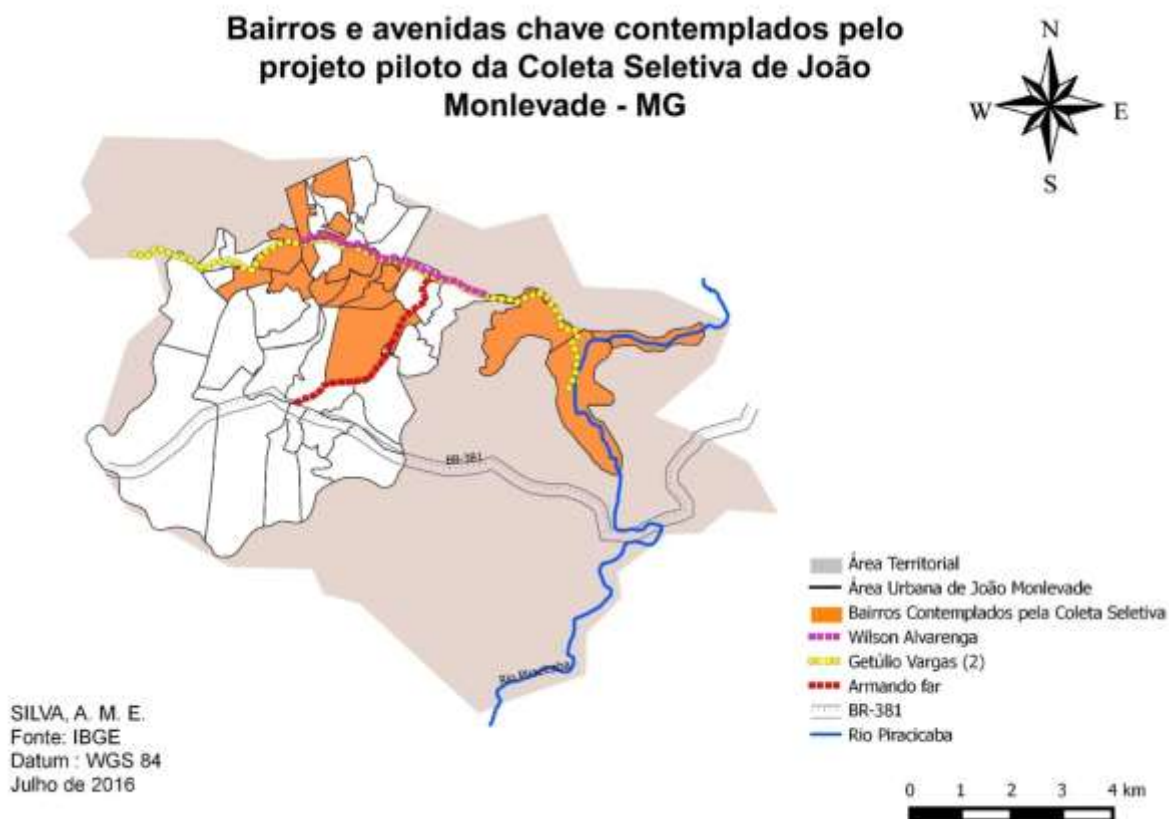 Bairros e avenidas chave contemplados pelo
projeto piloto da Coleta Seletiva de João
Monlevade - MG
N
W
E
S
BR-381
Rio Piracicaba
Área Territorial
Área Urbana de João Monlevade
Bairros Contemplados pela Coleta Seletiva
Wilson Alvarenga
Getúlio Vargas (2)
Armando far
BR-381
Rio Piracicaba
SILVA, A. M. E.
Fonte: IBGE
Datum : WGS 84
Julho de 2016
0 1 2 3 4 km